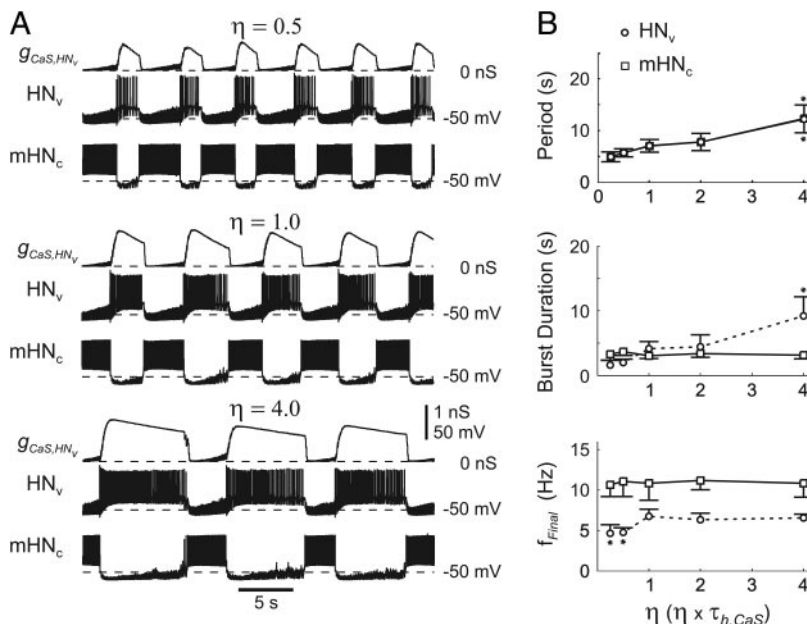 A
η = 0.5
g_CaS,HN_v
0 nS
HN_v
-50 mV
mHN_c
-50 mV
η = 1.0
g_CaS,HN_v
0 nS
HN_v
-50 mV
mHN_c
-50 mV
η = 4.0
1 nS
50 mV
g_CaS,HN_v
0 nS
HN_v
-50 mV
mHN_c
-50 mV
5 s
B
HN_v
mHN_c
Period (s)
20
10
0
0 1 2 3 4
*
*
Burst Duration (s)
20
10
0
1 2 3 4
*
f_Final (Hz)
15
10
5
0
* *
1 2 3 4
η (η × τ_h,CaS)